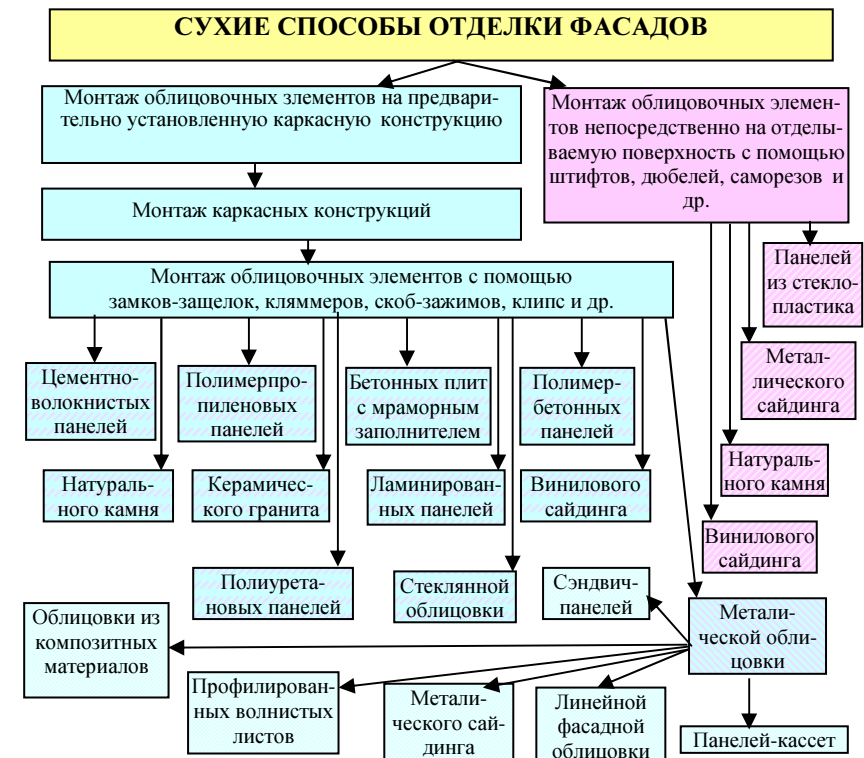 СУХИЕ СПОСОБЫ ОТДЕЛКИ ФАСАДОВ
Монтаж облицовочных злементов на предвари-
тельно установленную каркасную конструкцию
Монтаж облицовочных элемен-
тов непосредственно на отделы-
ваемую поверхность с помощью
штифтов, дюбелей, саморезов и
др.
Монтаж каркасных конструкций
Монтаж облицовочных элементов с помощью
замков-защелок, кляммеров, скоб-зажимов, клипс и др.
Панелей
из стекло-
пластика
Метал-
лического
сайдинга
Натураль-
ного камня
Винилового
сайдинга
Цементно-
волокнистых
панелей
Полимерпро-
пиленовых
панелей
Бетонных плит
с мраморным
заполнителем
Полимер-
бетонных
панелей
Натураль-
ного камня
Керамичес-
кого гранита
Ламинирован-
ных панелей
Винилового
сайдинга
Полиурета-
новых панелей
Стеклянной
облицовки
Сэндвич-
панелей
Метали-
ческой обли-
цовки
Облицовки из
композитных
материалов
Профилирован-
ных волнистых
листов
Метали-
ческого сай-
динга
Линейной
фасадной
облицовки
Панелей-кассет